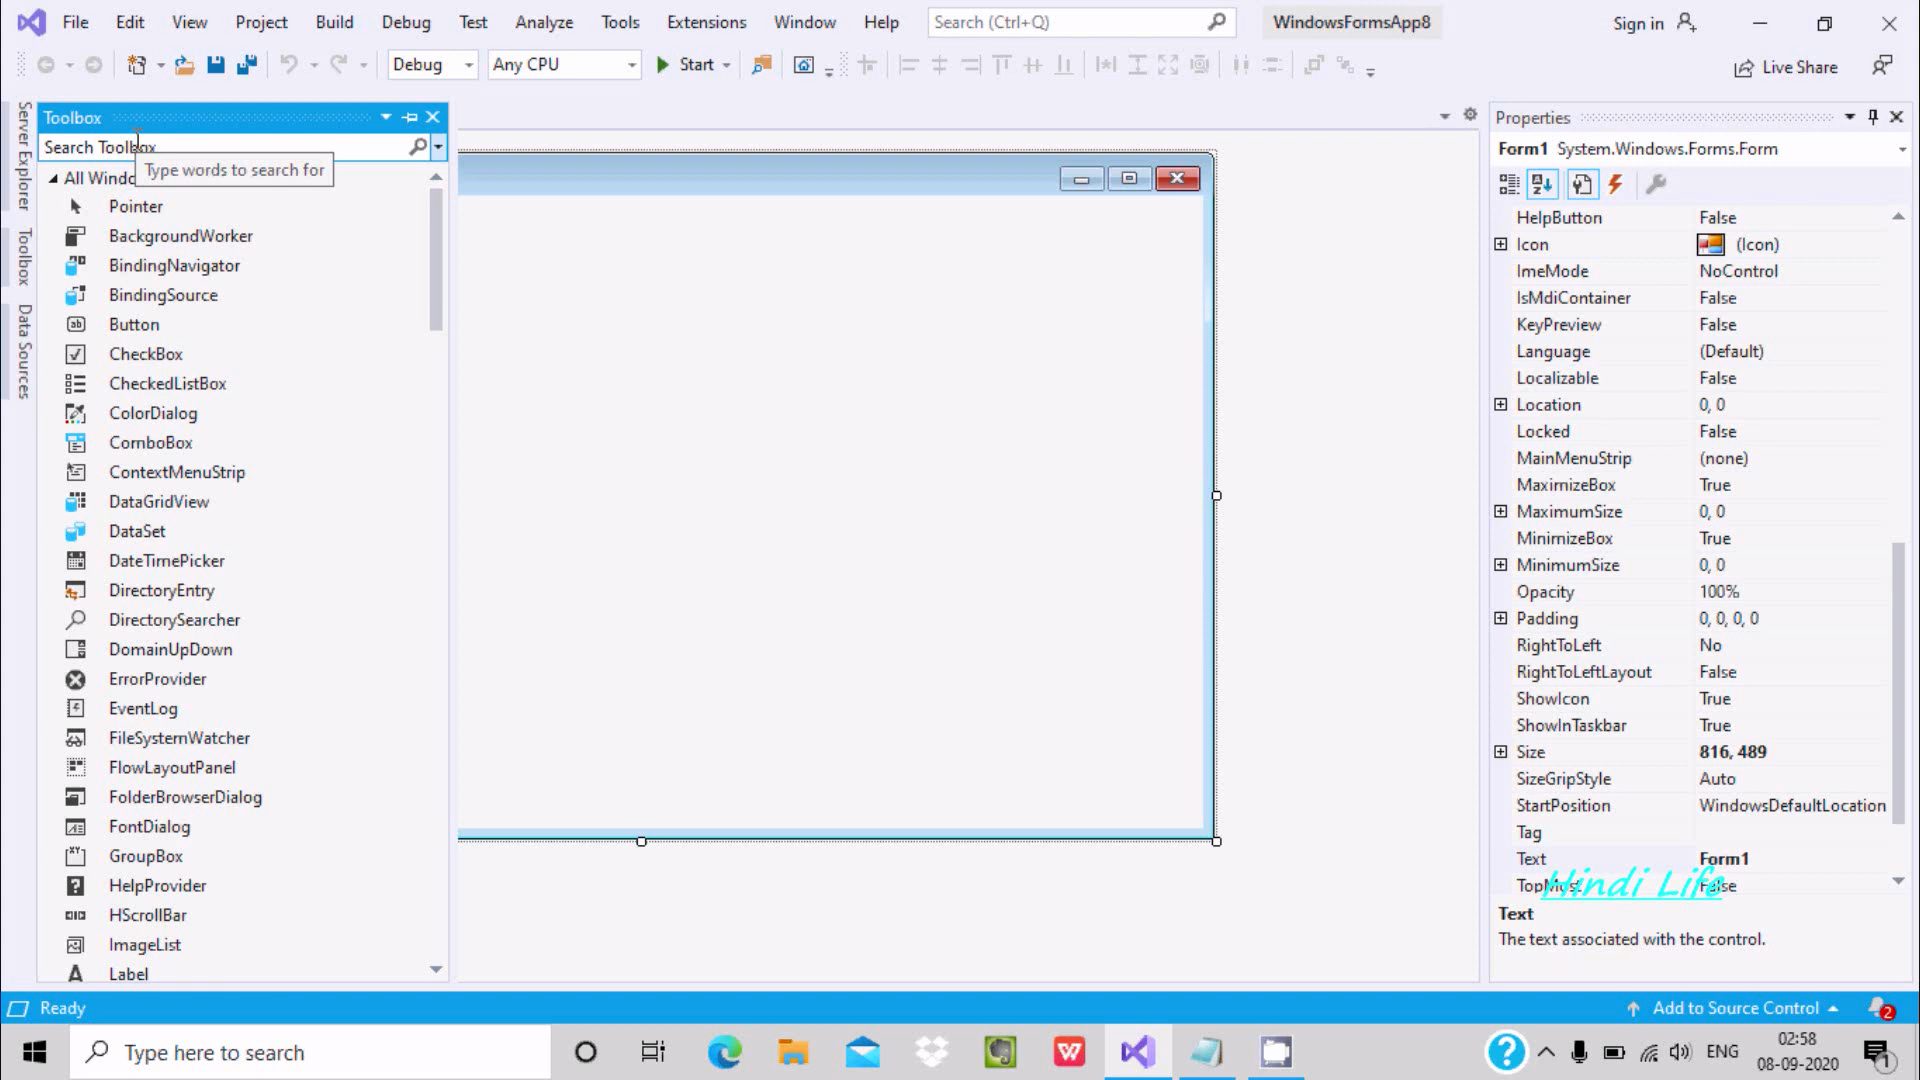 File Edit View Project Build Debug Test Analyze Tools Extensions Window Help Search (Ctrl+Q) WindowsFormsApp8 Sign in
Debug Any CPU Start Live Share
Server Explorer
Toolbox
Data Sources
Toolbox
Search Toolbox
Type words to search for
All Windo
Pointer
BackgroundWorker
BindingNavigator
BindingSource
Button
CheckBox
CheckedListBox
ColorDialog
ComboBox
ContextMenuStrip
DataGridView
DataSet
DateTimePicker
DirectoryEntry
DirectorySearcher
DomainUpDown
ErrorProvider
EventLog
FileSystemWatcher
FlowLayoutPanel
FolderBrowserDialog
FontDialog
GroupBox
HelpProvider
HScrollBar
ImageList
Label
Properties
Form1 System.Windows.Forms.Form
HelpButton False
Icon (Icon)
ImeMode NoControl
IsMdiContainer False
KeyPreview False
Language (Default)
Localizable False
Location 0, 0
Locked False
MainMenuStrip (none)
MaximizeBox True
MaximumSize 0, 0
MinimizeBox True
MinimumSize 0, 0
Opacity 100%
Padding 0, 0, 0, 0
RightToLeft No
RightToLeftLayout False
ShowIcon True
ShowInTaskbar True
Size 816, 489
SizeGripStyle Auto
StartPosition WindowsDefaultLocation
Tag
Text Form1
TopMost False
Hindi Life
Text
The text associated with the control.
Ready Add to Source Control 2
Type here to search ENG 02:58
08-09-2020 1